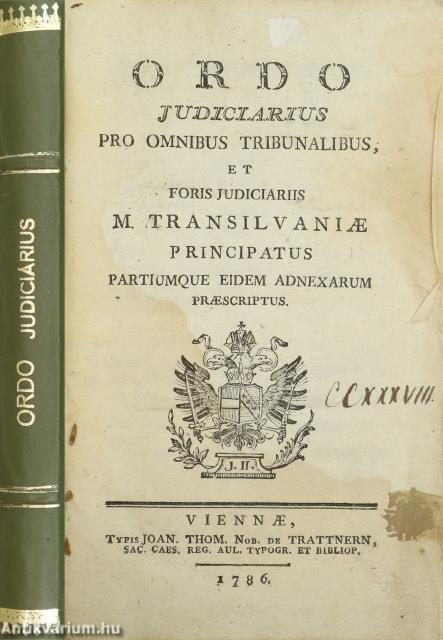 ORDO JUDICIÁRIUS
ORDO
JUDICIARIUS
PRO OMNIBUS TRIBUNALIBUS,
ET
FORIS JUDICIARIIS
M. TRANSILVANIÆ
PRINCIPATUS
PARTIUMQUE EIDEM ADNEXARUM
PRÆSCRIPTUS.
CCXXXVIII.
J. II.
VIENNÆ,
TYPIS JOAN. THOM. NOB. DE TRATTNERN,
SAC. CAES. REG. AUL. TYPOGR. ET BIBLIOP.
1786.
Antikvarium.hu